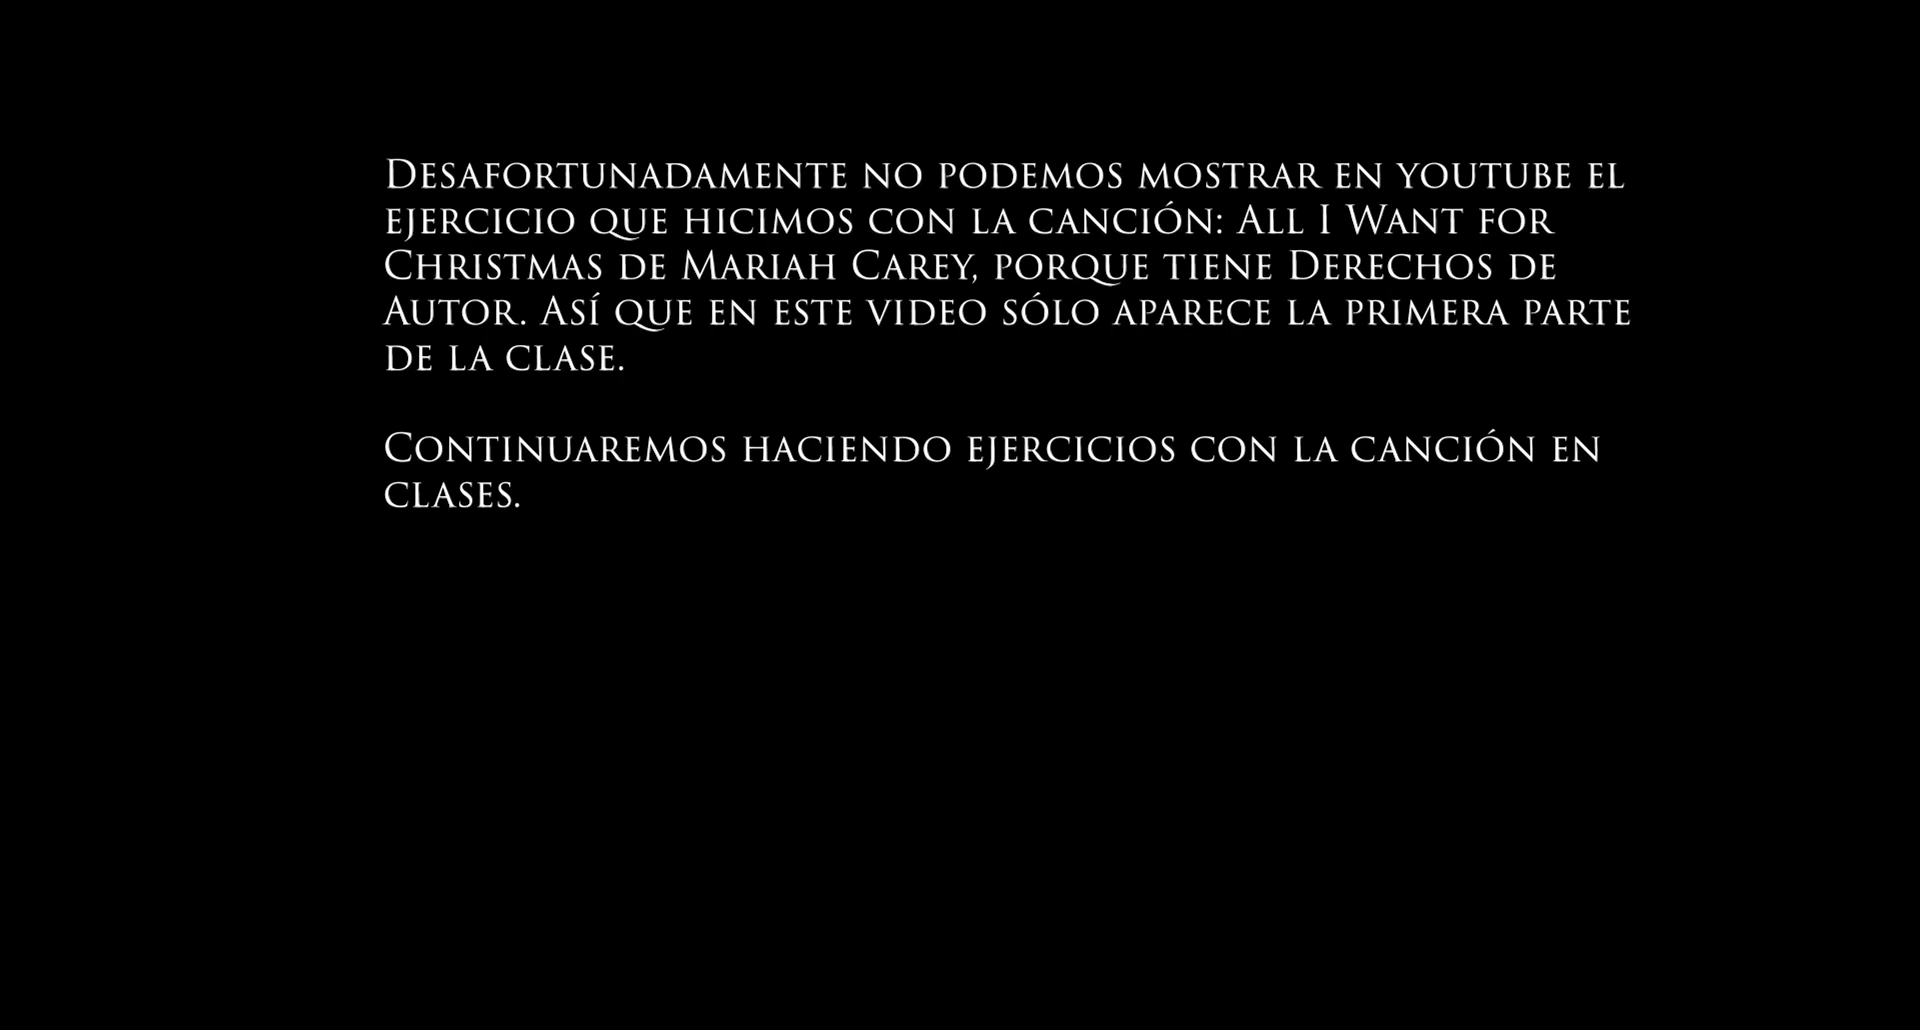 Desafortunadamente no podemos mostrar en youtube el
ejercicio que hicimos con la canción: All I Want for
Christmas de Mariah Carey, porque tiene Derechos de
Autor. Así que en este video sólo aparece la primera parte
de la clase.
Continuaremos haciendo ejercicios con la canción en
clases.